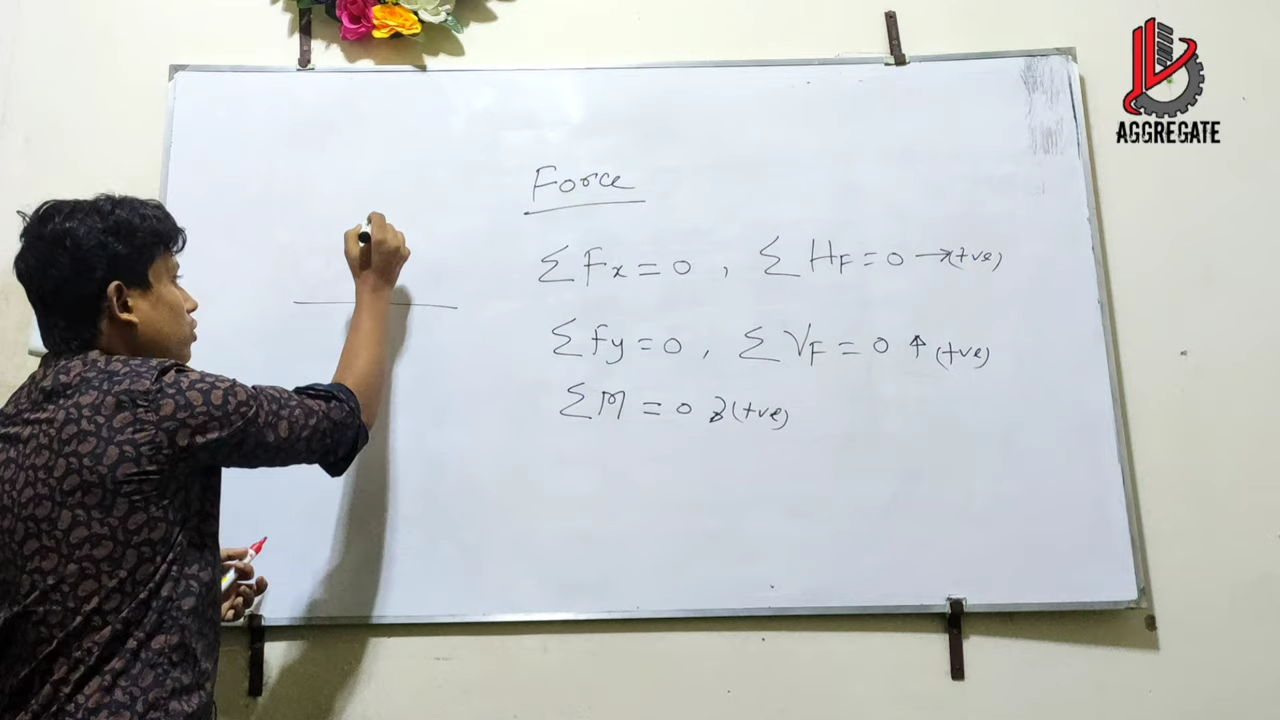 AGGREGATE
Force
∑Fx = 0, ∑HF = 0 → (+ve)
∑fy = 0, ∑VF = 0 ↑ (+ve)
∑M = 0 (+ve)